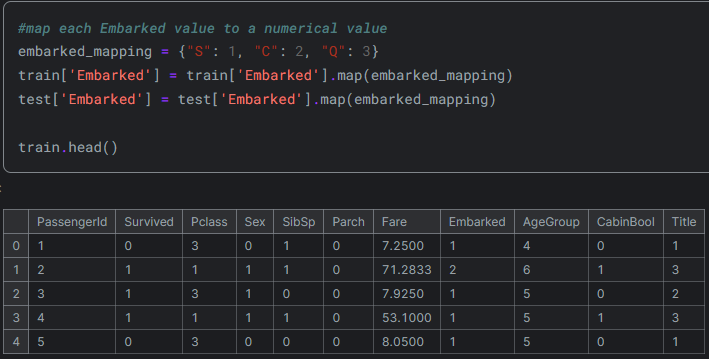 #map each Embarked value to a numerical value
embarked_mapping = {"S": 1, "C": 2, "Q": 3}
train['Embarked'] = train['Embarked'].map(embarked_mapping)
test['Embarked'] = test['Embarked'].map(embarked_mapping)
train.head()
:
PassengerId Survived Pclass Sex SibSp Parch Fare Embarked AgeGroup CabinBool Title
0 1 0 3 0 1 0 7.2500 1 4 0 1
1 2 1 1 1 1 0 71.2833 2 6 1 3
2 3 1 3 1 0 0 7.9250 1 5 0 2
3 4 1 1 1 1 0 53.1000 1 5 1 3
4 5 0 3 0 0 0 8.0500 1 5 0 1